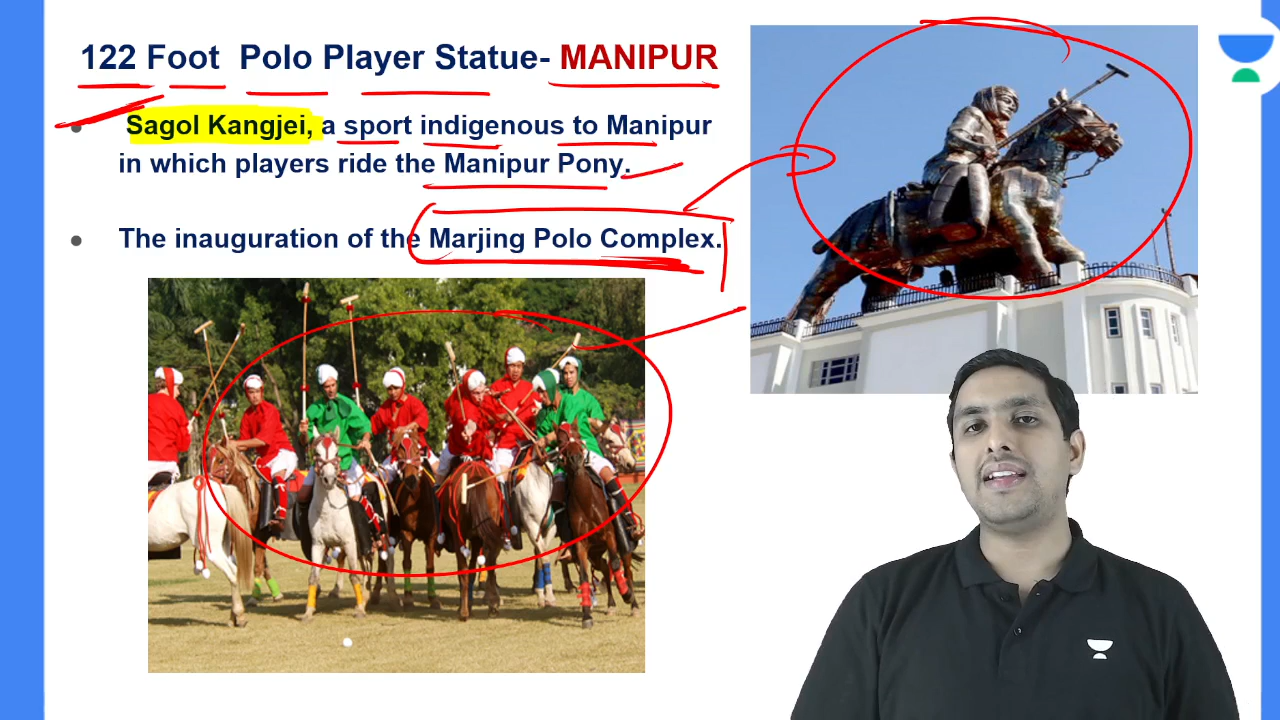 122 Foot Polo Player Statue- MANIPUR
Sagol Kangjei, a sport indigenous to Manipur
in which players ride the Manipur Pony.
The inauguration of the Marjing Polo Complex.